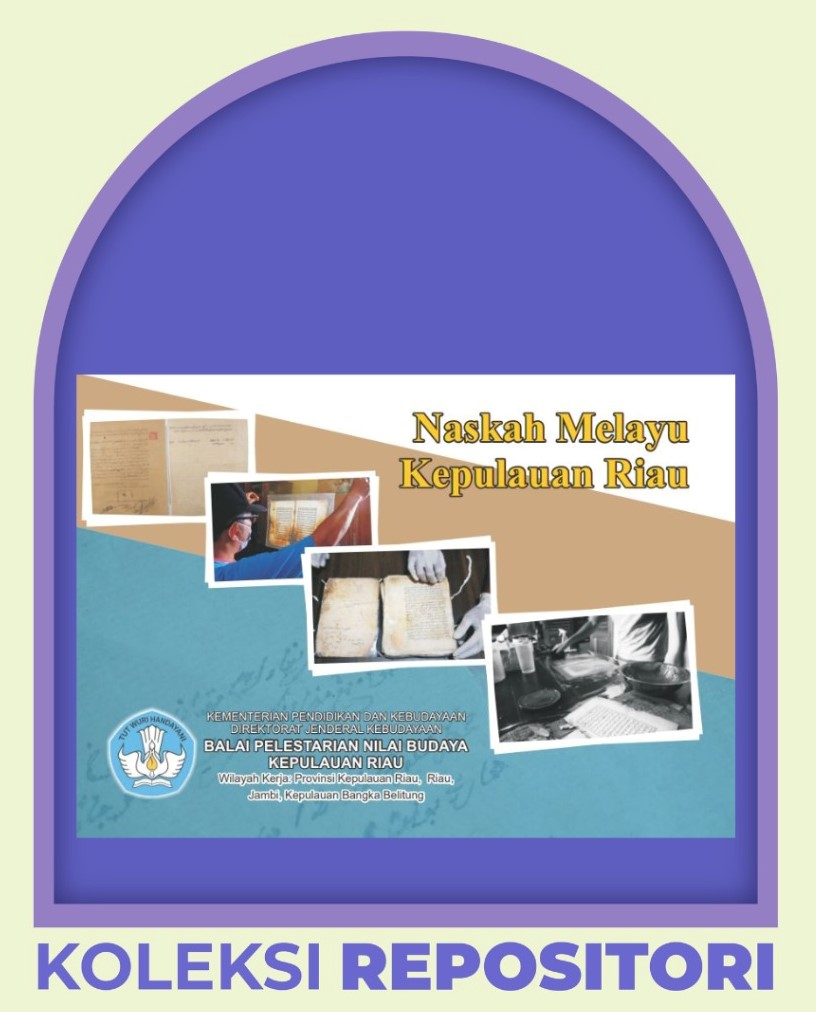 Naskah Melayu
Kepulauan Riau
TUT WURI HANDAYANI
KEMENTERIAN PENDIDIKAN DAN KEBUDAYAAN
DIREKTORAT JENDERAL KEBUDAYAAN
BALAI PELESTARIAN NILAI BUDAYA
KEPULAUAN RIAU
Wilayah Kerja: Provinsi Kepulauan Riau, Riau,
Jambi, Kepulauan Bangka Belitung
KOLEKSI REPOSITORI